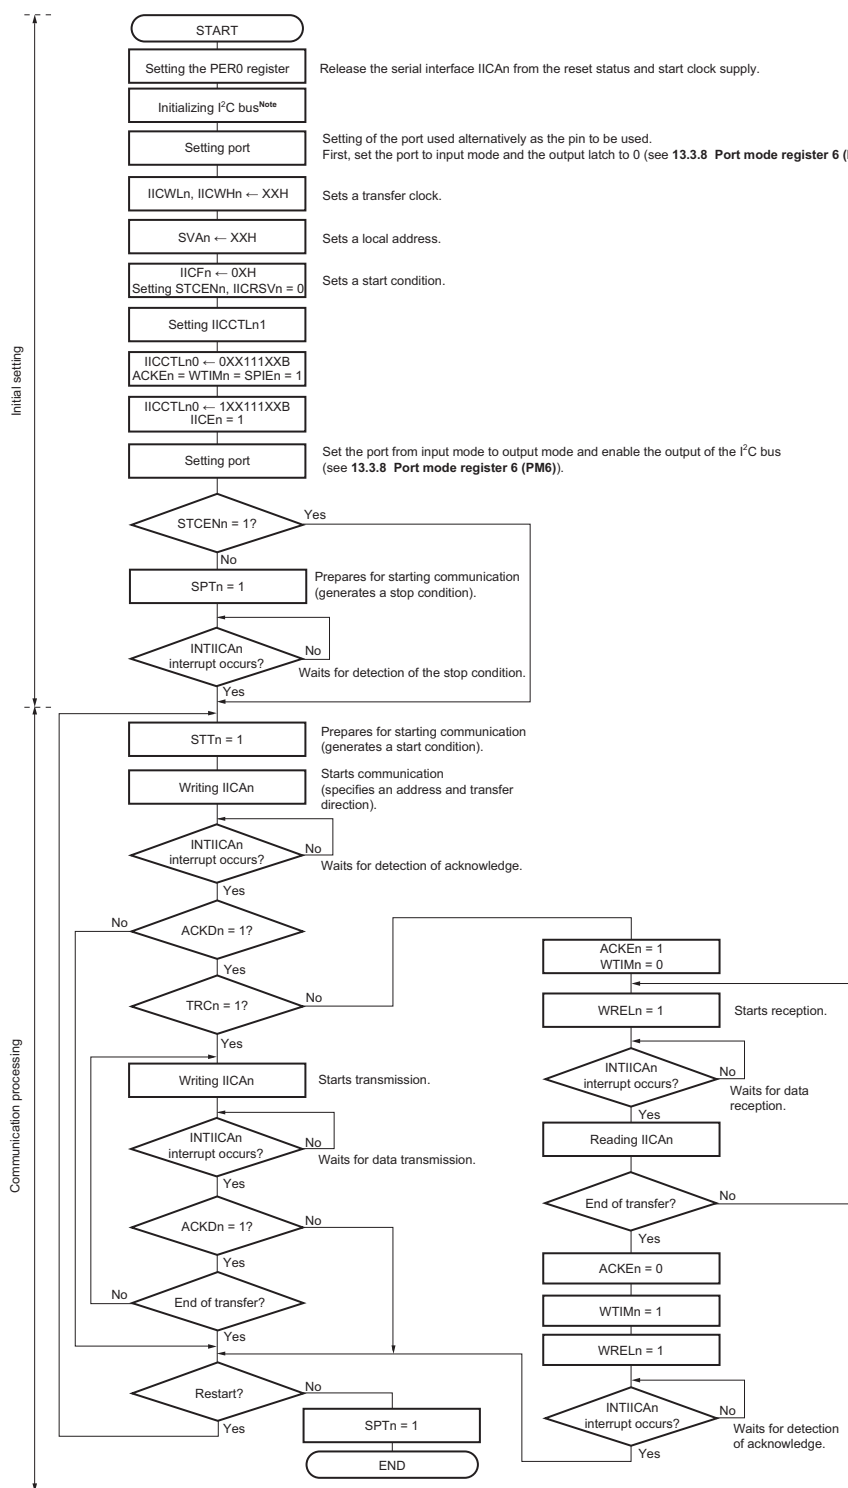 START
Setting the PER0 register
Release the serial interface IICAn from the reset status and start clock supply.
Initializing I²C busNote
Setting port
Setting of the port used alternatively as the pin to be used.
First, set the port to input mode and the output latch to 0 (see 13.3.8 Port mode register 6 (
IICWLn, IICWHn ← XXH
Sets a transfer clock.
SVAn ← XXH
Sets a local address.
IICFn ← 0XH
Setting STCENn, IICRSVn = 0
Sets a start condition.
Setting IICCTLn1
IICCTLn0 ← 0XX111XXB
ACKEn = WTIMn = SPIEn = 1
IICCTLn0 ← 1XX111XXB
IICEn = 1
Setting port
Set the port from input mode to output mode and enable the output of the I²C bus
(see 13.3.8 Port mode register 6 (PM6)).
Initial setting
STCENn = 1?
Yes
No
SPTn = 1
Prepares for starting communication
(generates a stop condition).
INTIICAn
interrupt occurs?
No
Waits for detection of the stop condition.
Yes
STTn = 1
Prepares for starting communication
(generates a start condition).
Writing IICAn
Starts communication
(specifies an address and transfer
direction).
INTIICAn
interrupt occurs?
No
Waits for detection of acknowledge.
Yes
No
ACKDn = 1?
Yes
TRCn = 1?
No
Yes
Writing IICAn
Starts transmission.
INTIICAn
interrupt occurs?
No
Waits for data transmission.
Yes
ACKDn = 1?
No
Yes
No
End of transfer?
Yes
Restart?
No
Yes
SPTn = 1
END
Communication processing
ACKEn = 1
WTIMn = 0
WRELn = 1
Starts reception.
INTIICAn
interrupt occurs?
No
Waits for data
reception.
Yes
Reading IICAn
End of transfer?
No
Yes
ACKEn = 0
WTIMn = 1
WRELn = 1
INTIICAn
interrupt occurs?
No
Waits for detection
of acknowledge.
Yes